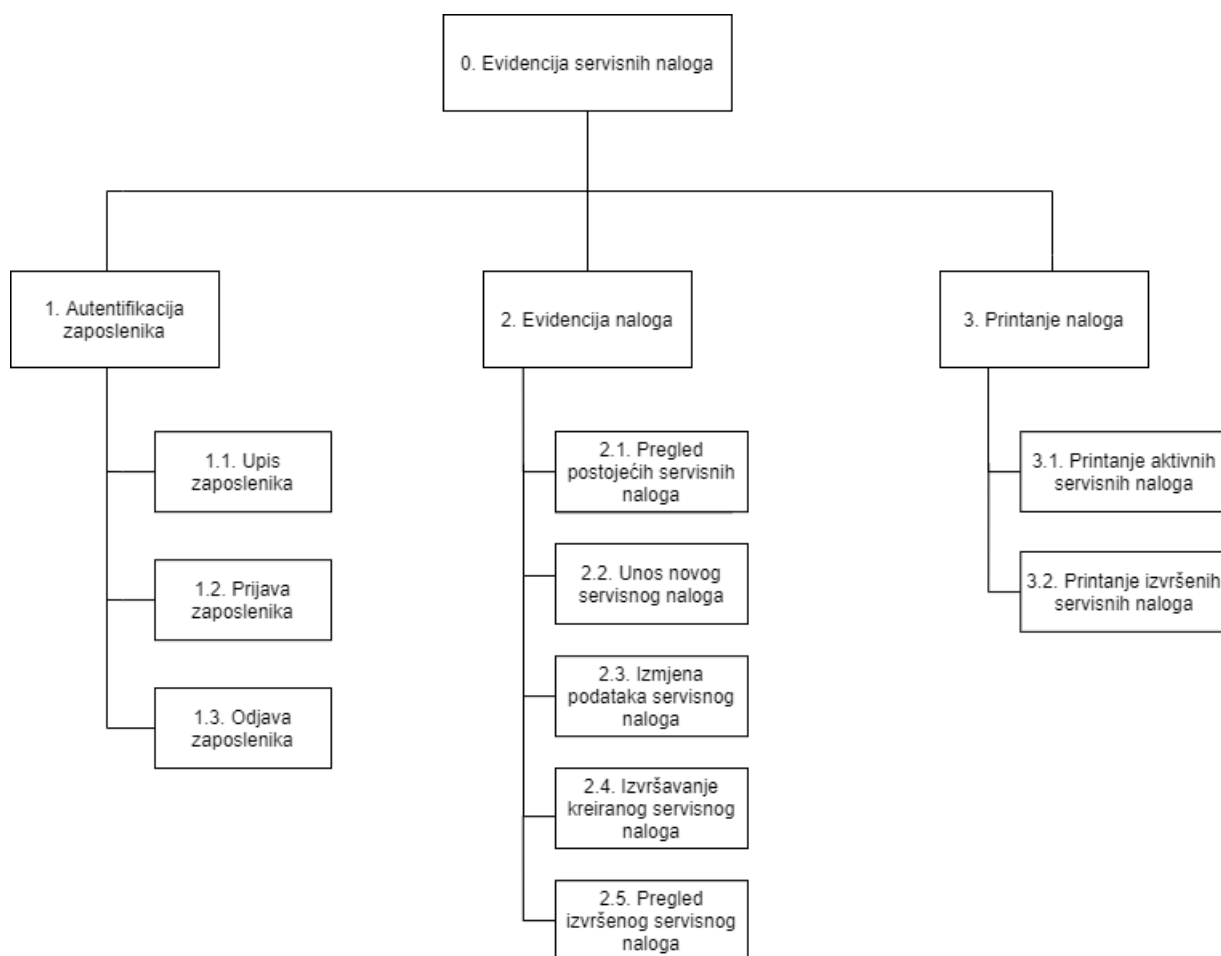 0. Evidencija servisnih naloga
1. Autentifikacija
zaposlenika
2. Evidencija naloga
3. Printanje naloga
1.1. Upis
zaposlenika
1.2. Prijava
zaposlenika
1.3. Odjava
zaposlenika
2.1. Pregled
postojećih servisnih
naloga
2.2. Unos novog
servisnog naloga
2.3. Izmjena
podataka servisnog
naloga
2.4. Izvršavanje
kreiranog servisnog
naloga
2.5. Pregled
izvršenog servisnog
naloga
3.1. Printanje aktivnih
servisnih naloga
3.2. Printanje izvršenih
servisnih naloga